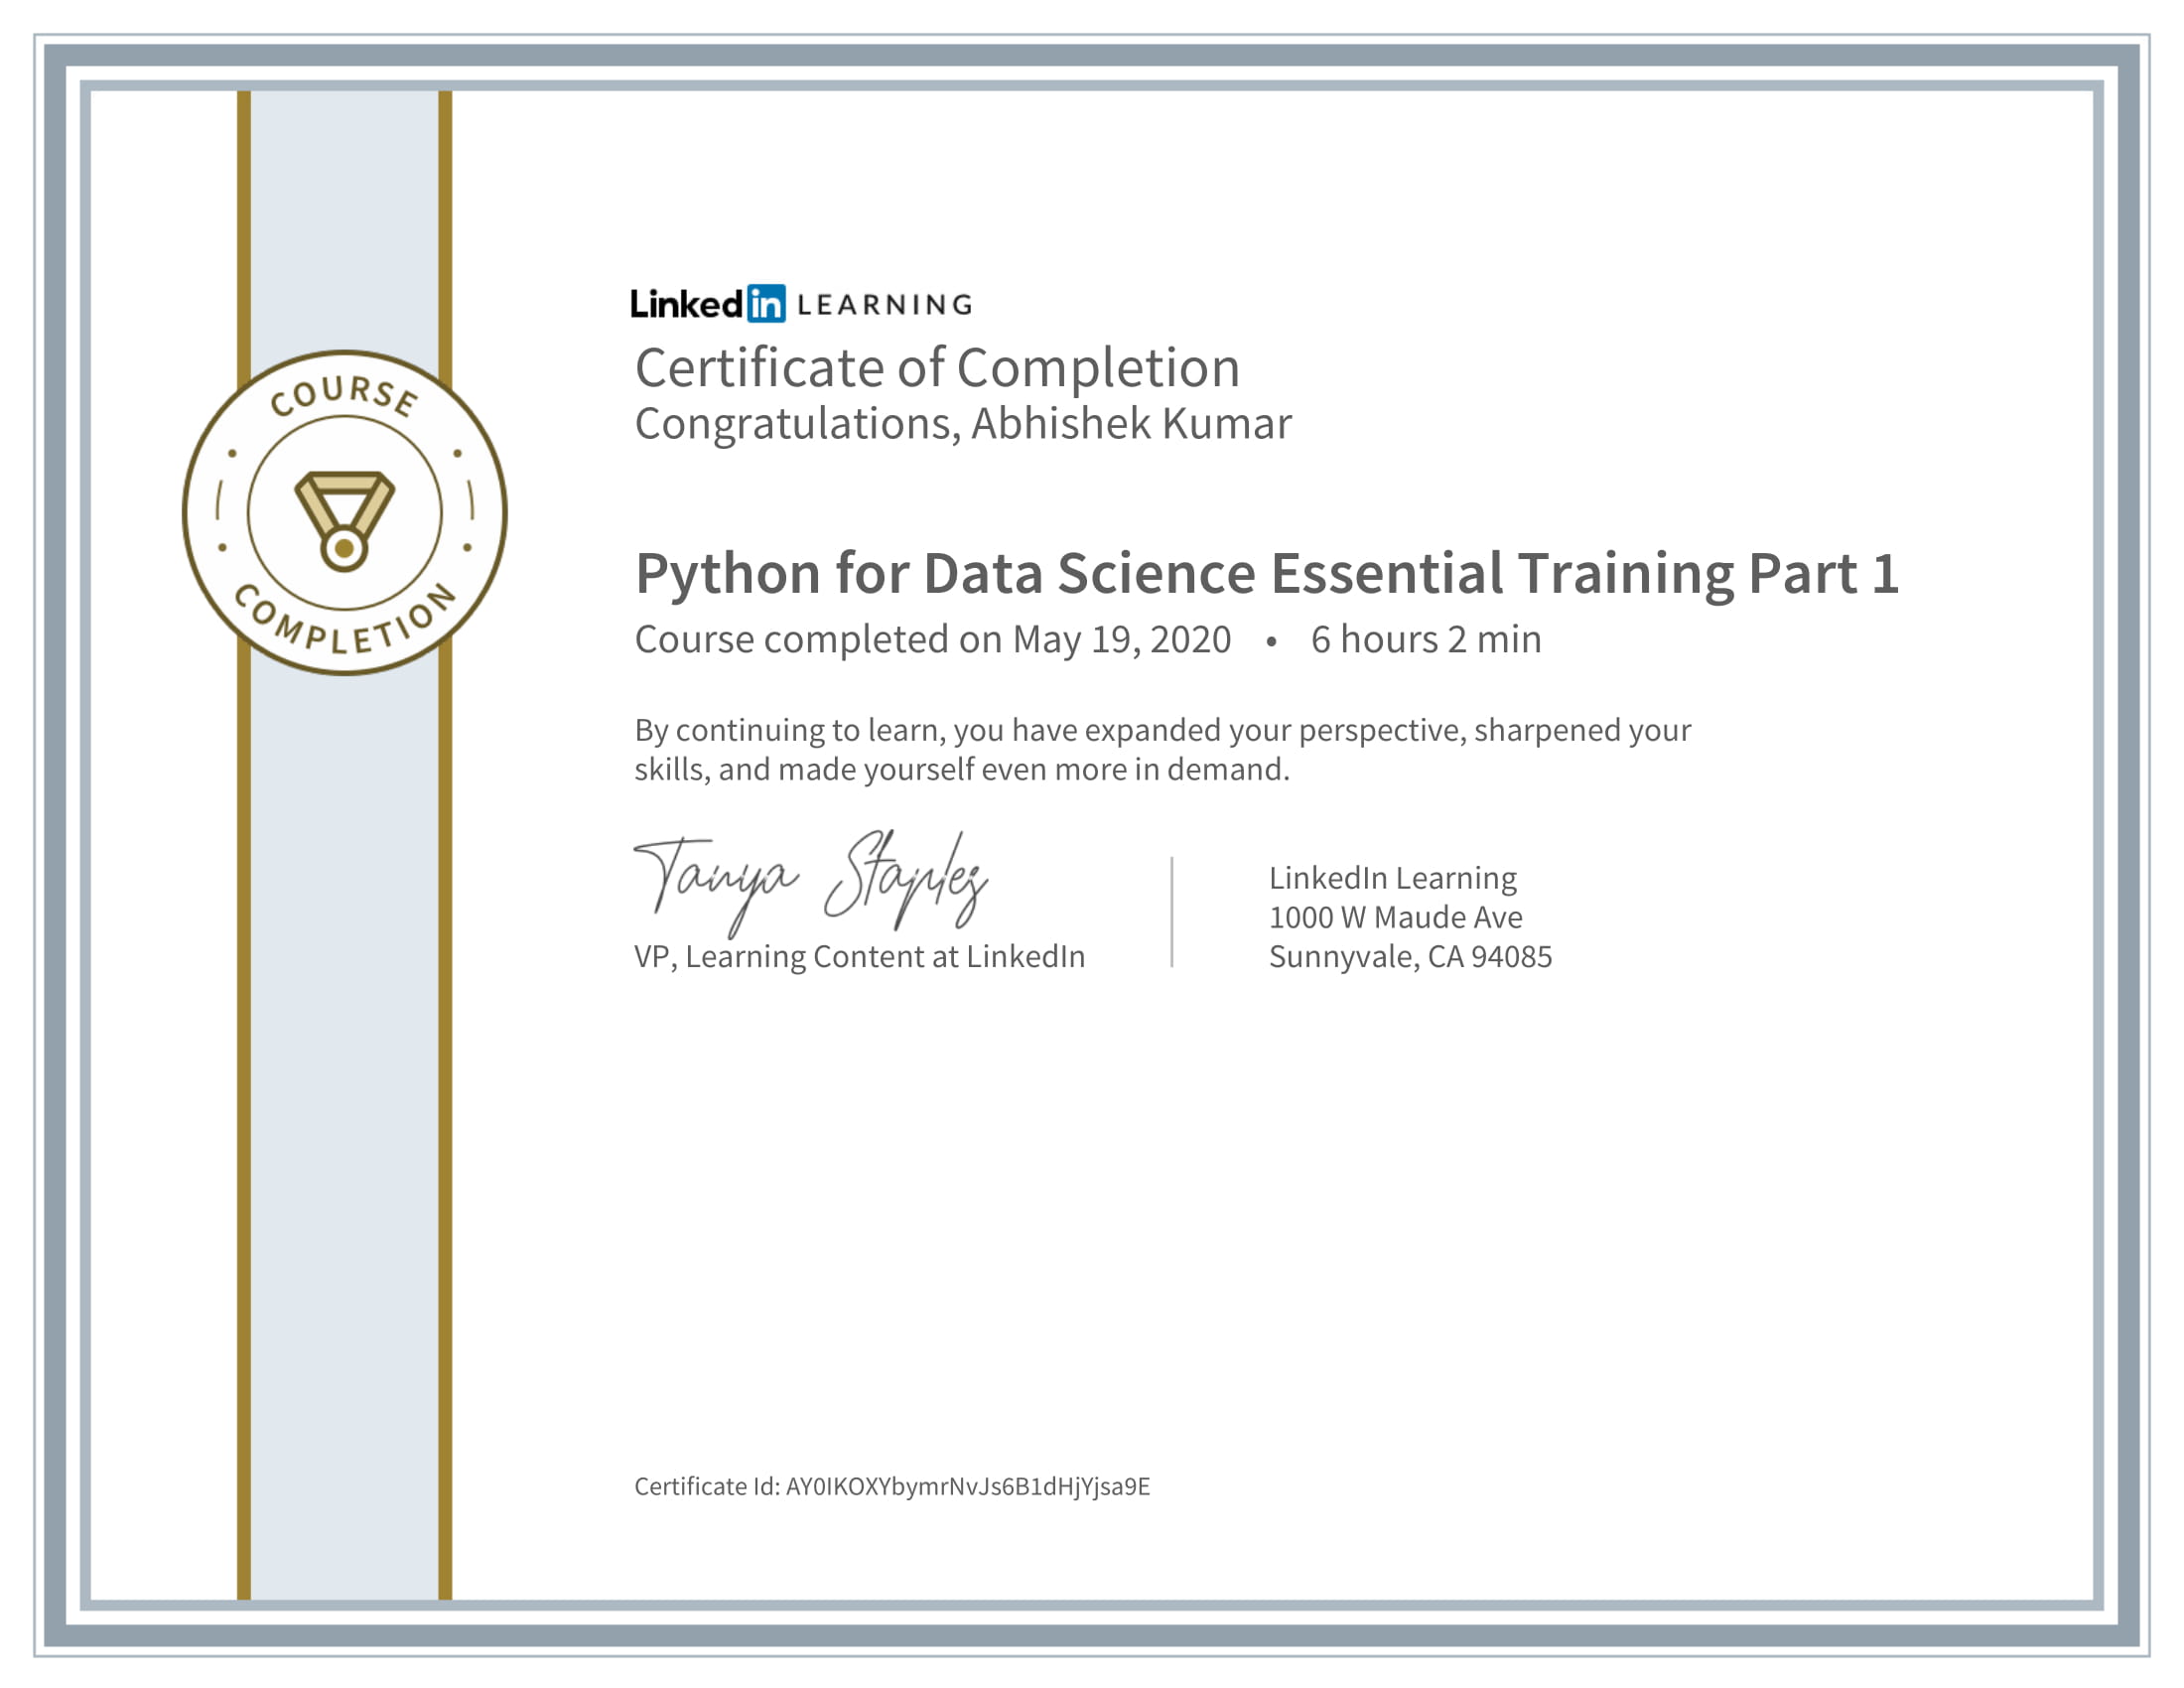 COURSE
COMPLETION
Linked in LEARNING
Certificate of Completion
Congratulations, Abhishek Kumar
Python for Data Science Essential Training Part 1
Course completed on May 19, 2020 • 6 hours 2 min
By continuing to learn, you have expanded your perspective, sharpened your
skills, and made yourself even more in demand.
Tanya Staples
VP, Learning Content at LinkedIn
LinkedIn Learning
1000 W Maude Ave
Sunnyvale, CA 94085
Certificate Id: AY0IKOXYbymrNvJs6B1dHjYjsa9E